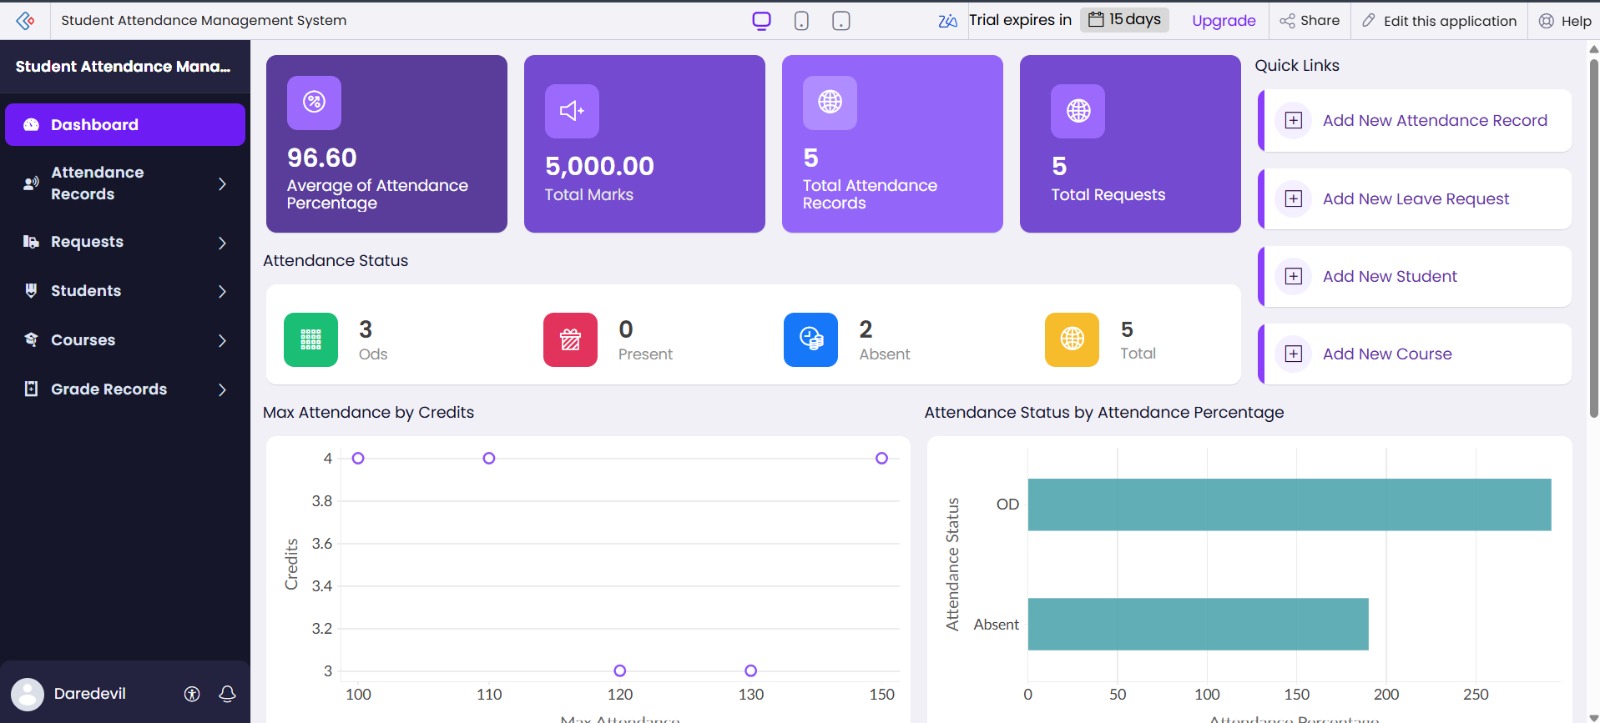 Student Attendance Management System
Trial expires in 15 days
Upgrade
Share
Edit this application
Help
Student Attendance Mana...
Dashboard
Attendance
Records
Requests
Students
Courses
Grade Records
Daredevil
96.60
Average of Attendance
Percentage
5,000.00
Total Marks
5
Total Attendance
Records
5
Total Requests
Quick Links
Add New Attendance Record
Add New Leave Request
Add New Student
Add New Course
Attendance Status
3
Ods
0
Present
2
Absent
5
Total
Max Attendance by Credits
4
3.8
3.6
3.4
3.2
3
Credits
100 110 120 130 150
Max Attendance
Attendance Status by Attendance Percentage
Attendance Status
OD
Absent
0 50 100 150 200 250
Attendance Percentage